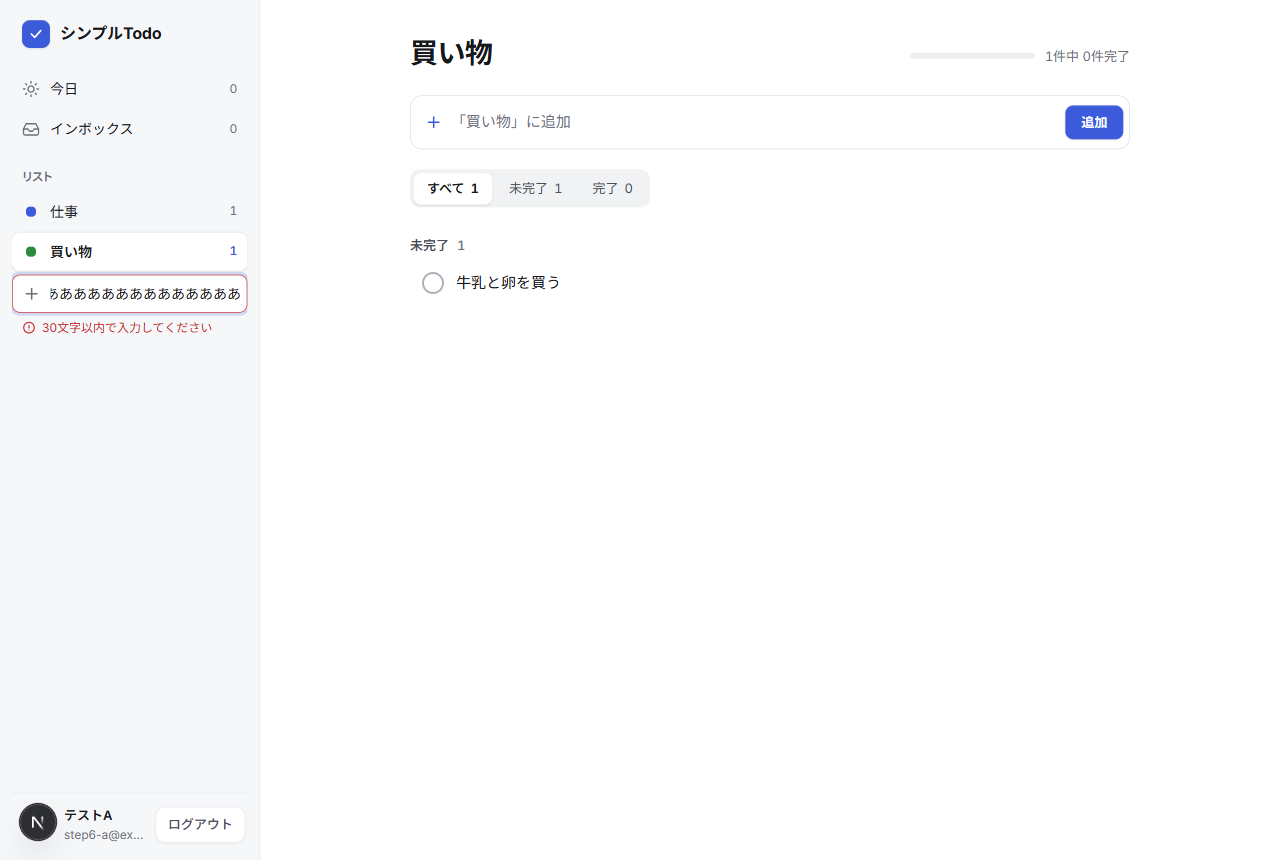 シンプルTodo
今日 0
インボックス 0
リスト
仕事 1
買い物 1
あああああああああああああ
30文字以内で入力してください
N
テストA
step6-a@ex...
ログアウト
買い物
1件中 0件完了
「買い物」に追加
追加
すべて 1 未完了 1 完了 0
未完了 1
牛乳と卵を買う